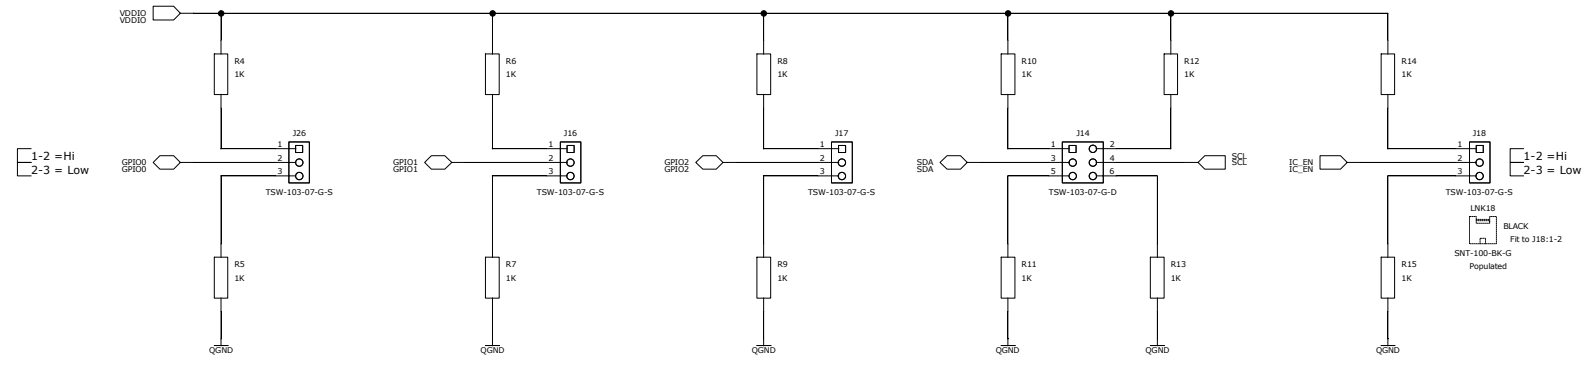 VDDIO
VDDIO
R4
1K
R6
1K
R8
1K
R10
1K
R12
1K
R14
1K
1-2 =Hi
2-3 = Low
GPIO0
GPIO0
J26
1
2
3
TSW-103-07-G-S
GPIO1
GPIO1
J16
1
2
3
TSW-103-07-G-S
GPIO2
GPIO2
J17
1
2
3
TSW-103-07-G-S
SDA
SDA
J14
1 2
3 4
5 6
TSW-103-07-G-D
SCL
SCL
IC_EN
IC_EN
J18
1
2
3
TSW-103-07-G-S
1-2 =Hi
2-3 = Low
LNK18
BLACK
Fit to J18:1-2
SNT-100-BK-G
Populated
R5
1K
R7
1K
R9
1K
R11
1K
R13
1K
R15
1K
QGND
QGND
QGND
QGND
QGND
QGND